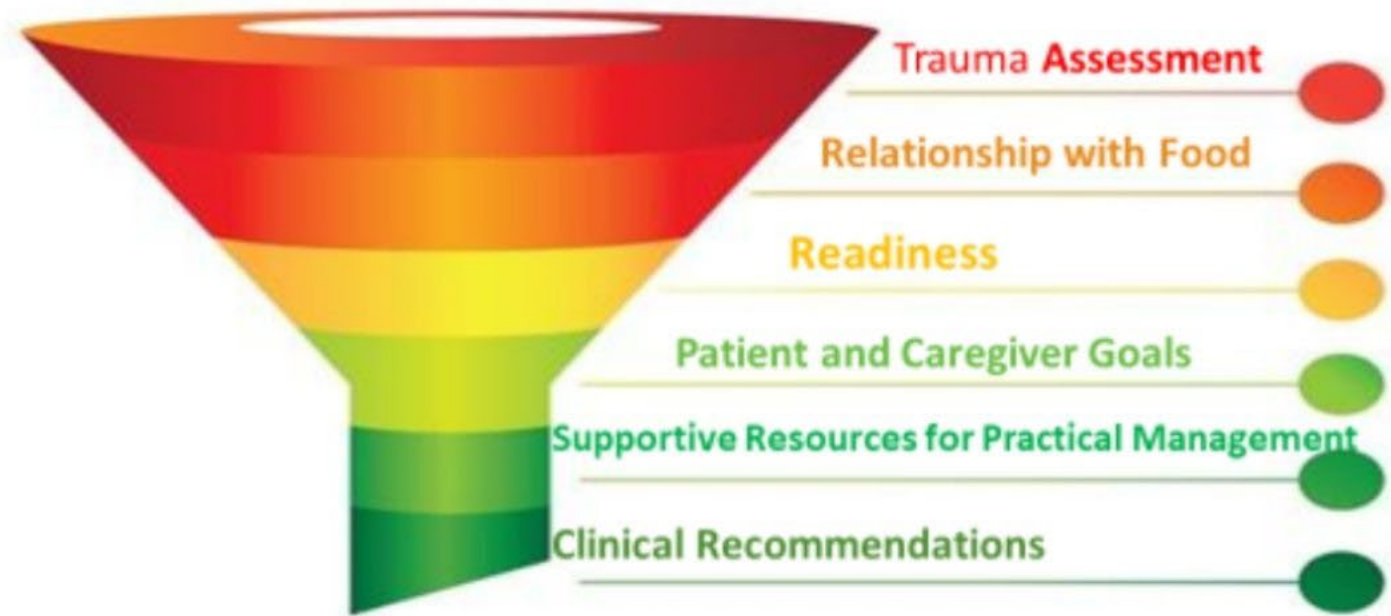 Trauma Assessment
Relationship with Food
Readiness
Patient and Caregiver Goals
Supportive Resources for Practical Management
Clinical Recommendations